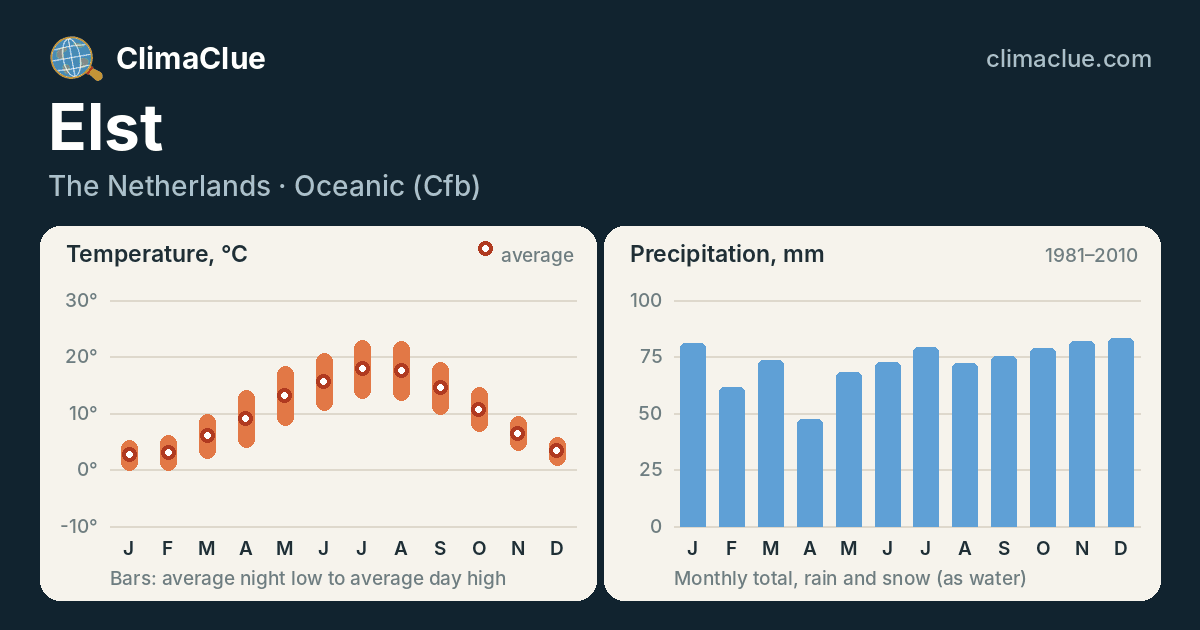 ClimaClue
climaclue.com
Elst
The Netherlands · Oceanic (Cfb)
Temperature, °C
average
30°
20°
10°
0°
-10°
J F M A M J J A S O N D
Bars: average night low to average day high
Precipitation, mm
1981–2010
100
75
50
25
0
J F M A M J J A S O N D
Monthly total, rain and snow (as water)